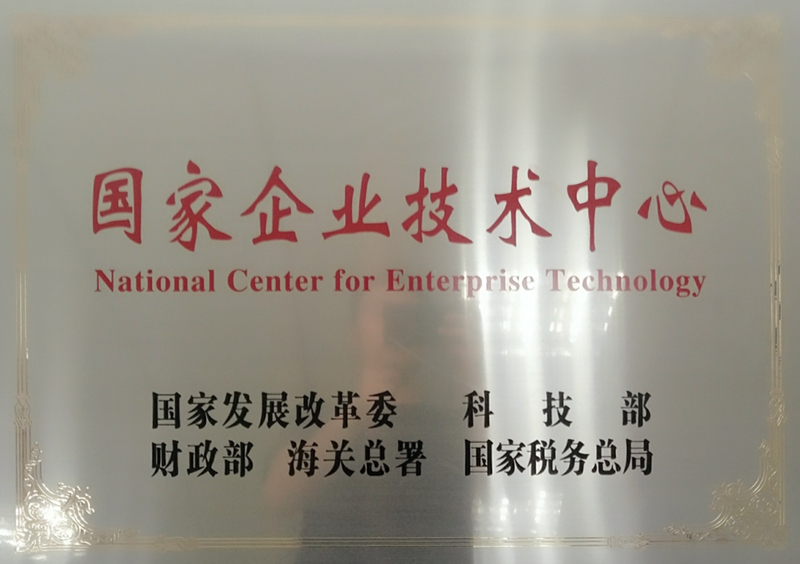 国家企业技术中心
National Center for Enterprise Technology
国家发展改革委 科技部
财政部 海关总署 国家税务总局